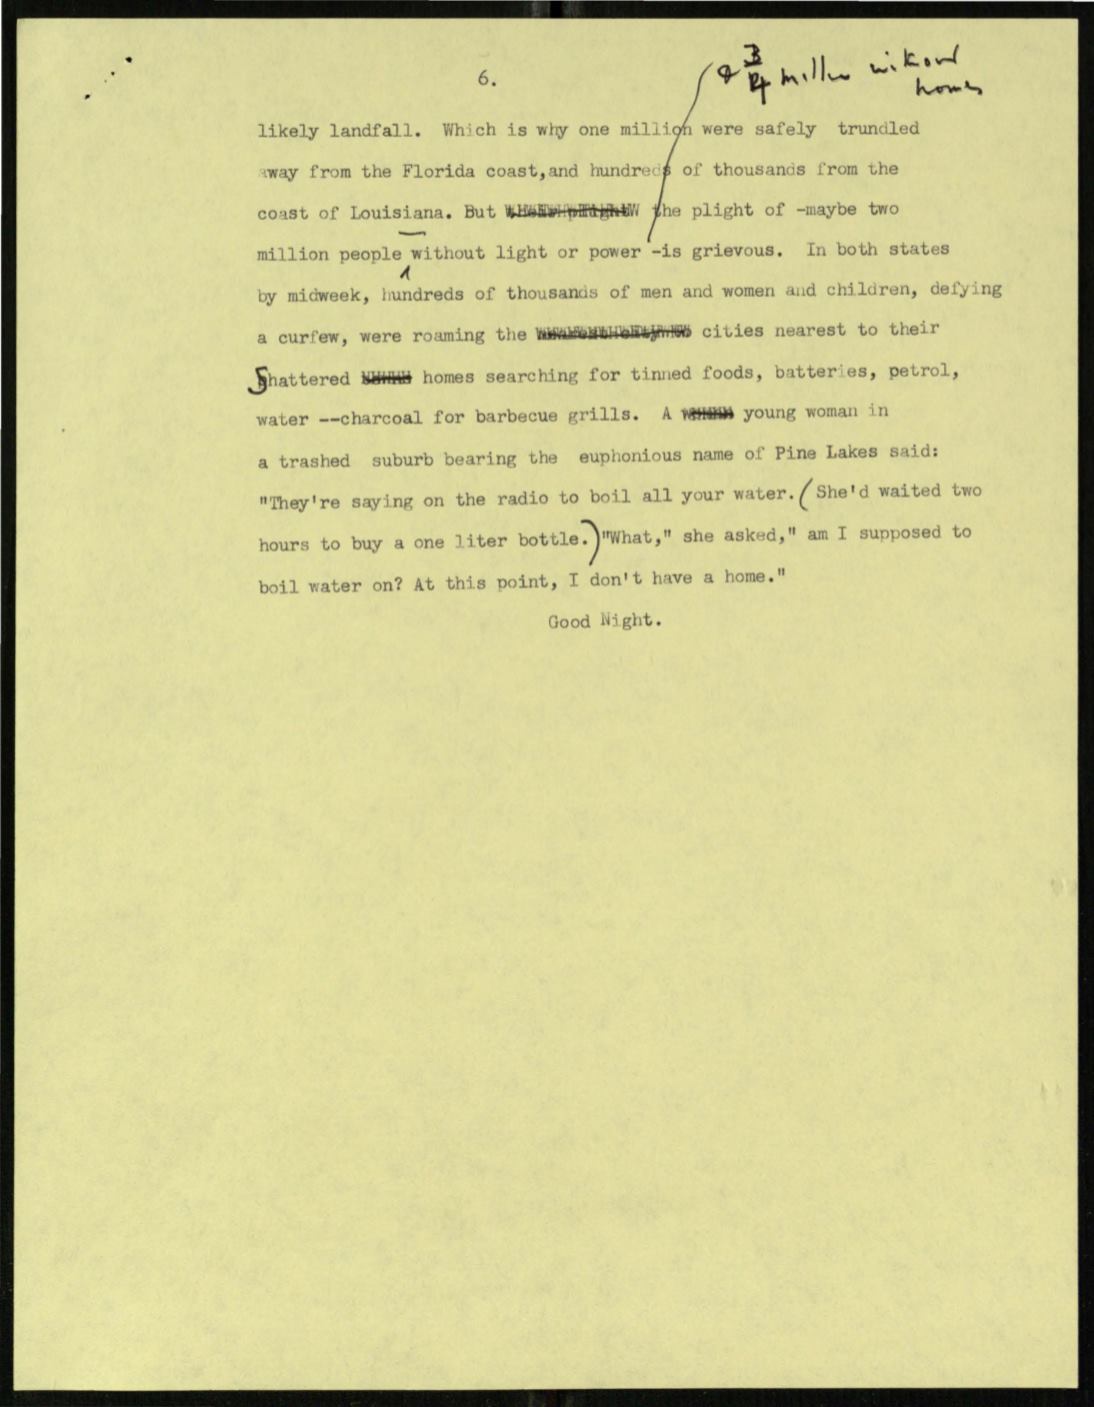 6.
& 3/4 million without
homes
likely landfall.  Which is why one million were safely  trundled
away from the Florida coast,and hundreds of thousands from the
coast of Louisiana. But the plight of -maybe two
million people without light or power -is grievous.  In both states
by midweek, hundreds of thousands of men and women and children, defying
a curfew, were roaming the cities nearest to their
Shattered homes searching for tinned foods, batteries, petrol,
water --charcoal for barbecue grills.  A young woman in
a trashed  suburb bearing the  euphonious name of Pine Lakes said:
"They're saying on the radio to boil all your water. (She'd waited two
hours to buy a one liter bottle.) "What," she asked," am I supposed to
boil water on? At this point, I don't have a home."
Good Night.